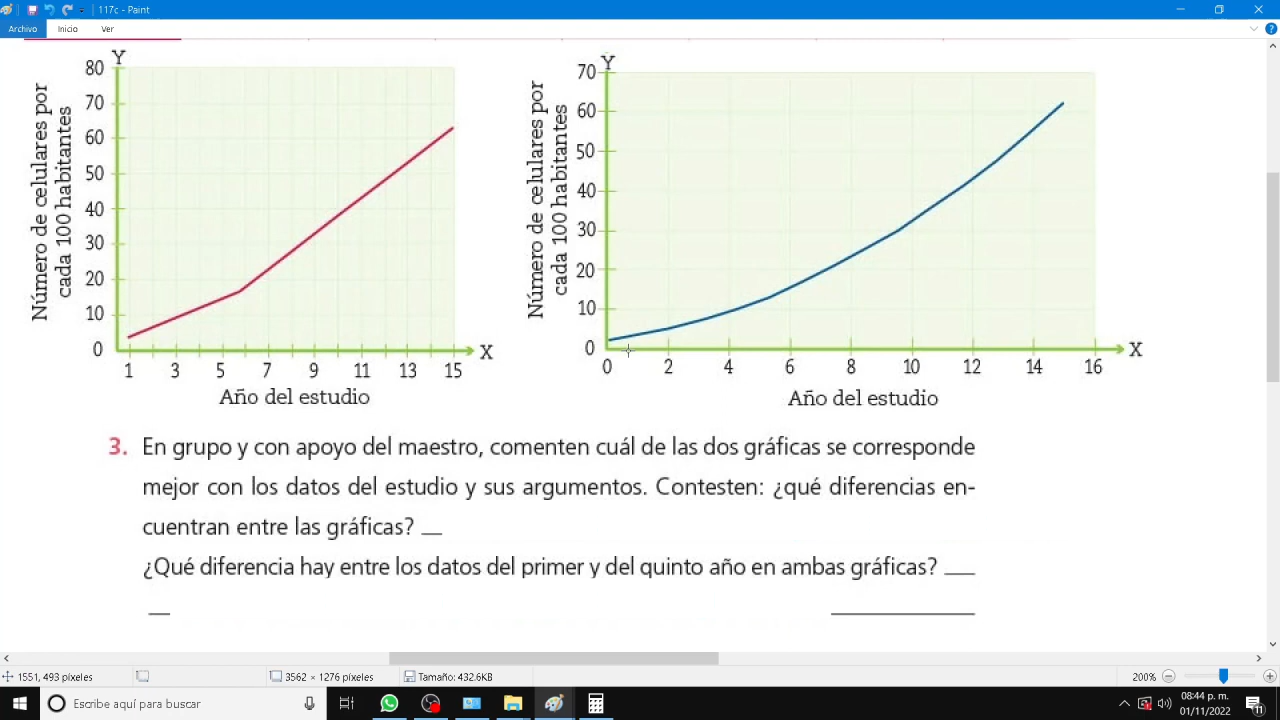 117c - Paint
Archivo Inicio Ver
Y
80
70
60
50
40
30
20
10
0
Número de celulares por
cada 100 habitantes
1 3 5 7 9 11 13 15
X
Año del estudio
Y
70
60
50
40
30
20
10
0
Número de celulares por
cada 100 habitantes
0 2 4 6 8 10 12 14 16
X
Año del estudio
3. En grupo y con apoyo del maestro, comenten cuál de las dos gráficas se corresponde
mejor con los datos del estudio y sus argumentos. Contesten: ¿qué diferencias en-
cuentran entre las gráficas?
¿Qué diferencia hay entre los datos del primer y del quinto año en ambas gráficas?
1551, 493 píxeles
3562 × 1276 píxeles
Tamaño: 432.6KB
200%
Escribe aquí para buscar
08:44 p. m.
01/11/2022
11